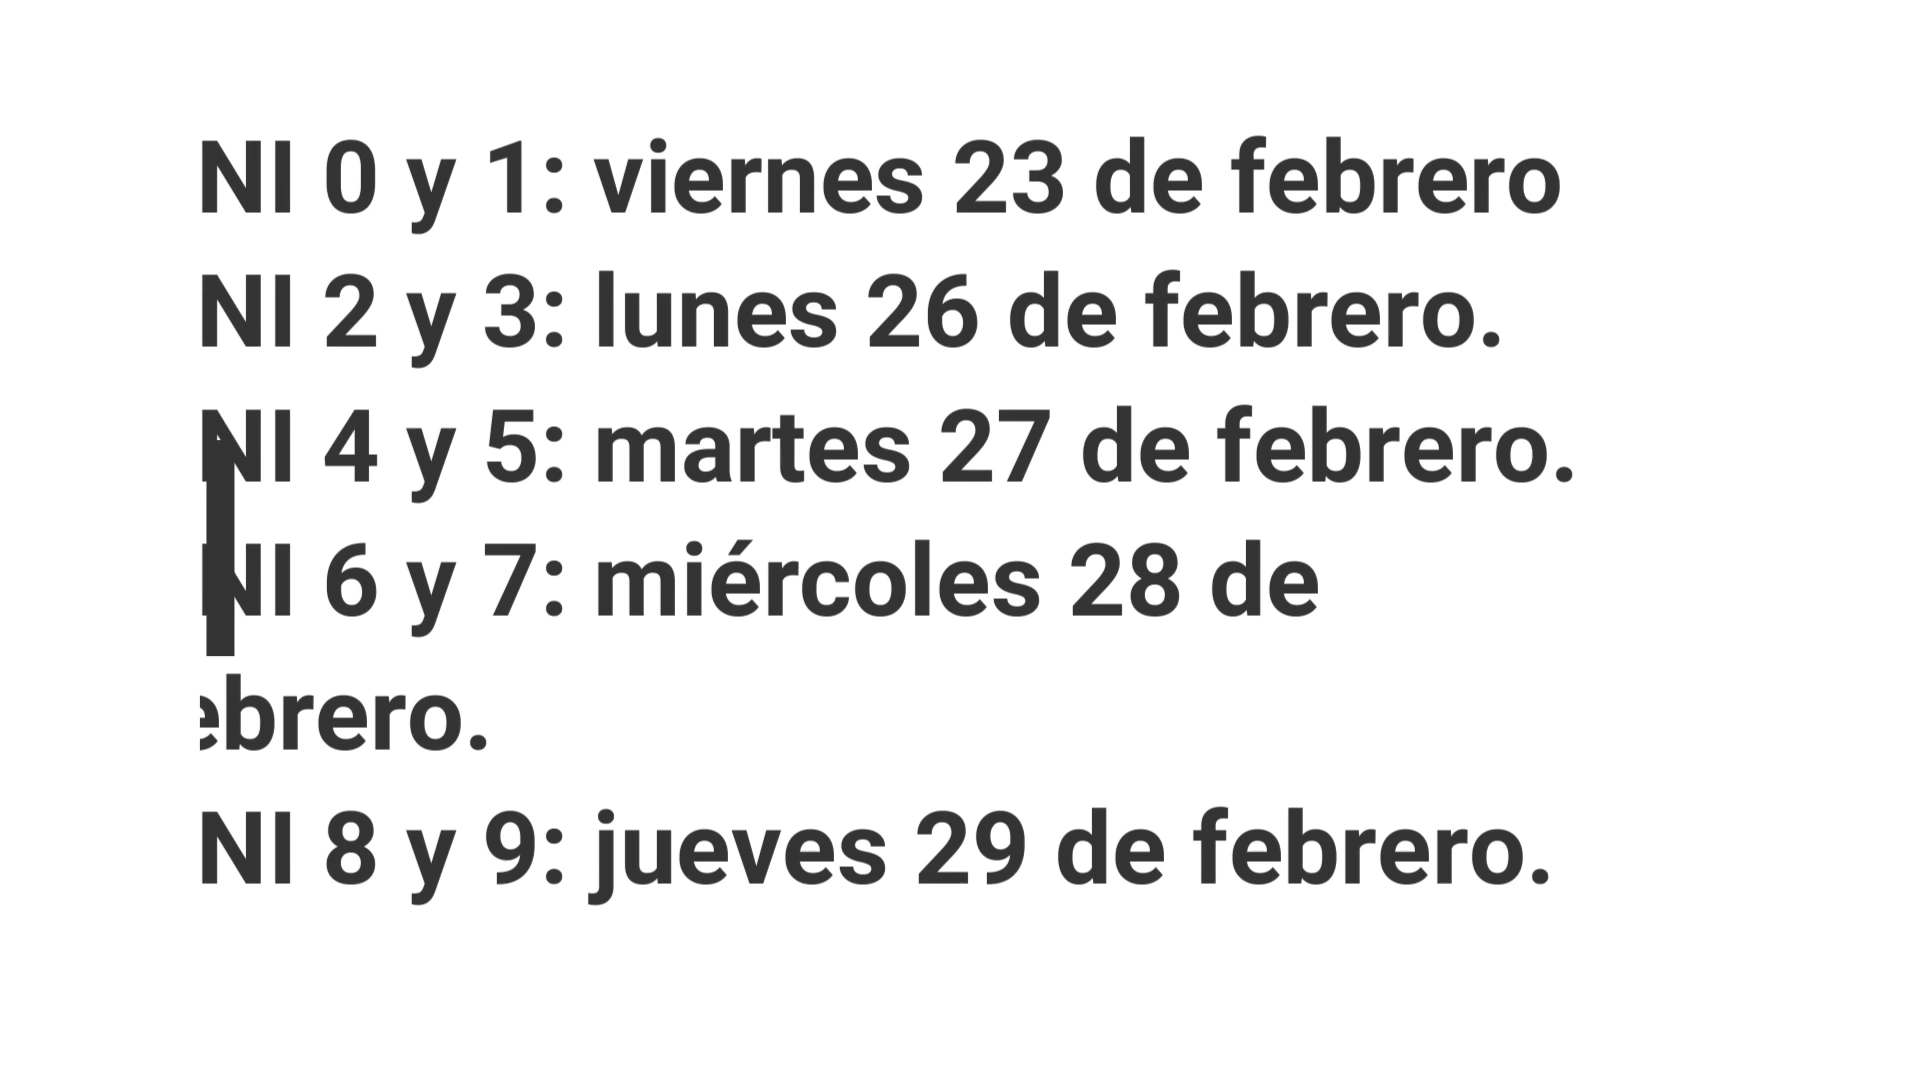 NI 0 y 1: viernes 23 de febrero
NI 2 y 3: lunes 26 de febrero.
NI 4 y 5: martes 27 de febrero.
NI 6 y 7: miércoles 28 de
ebrero.
NI 8 y 9: jueves 29 de febrero.